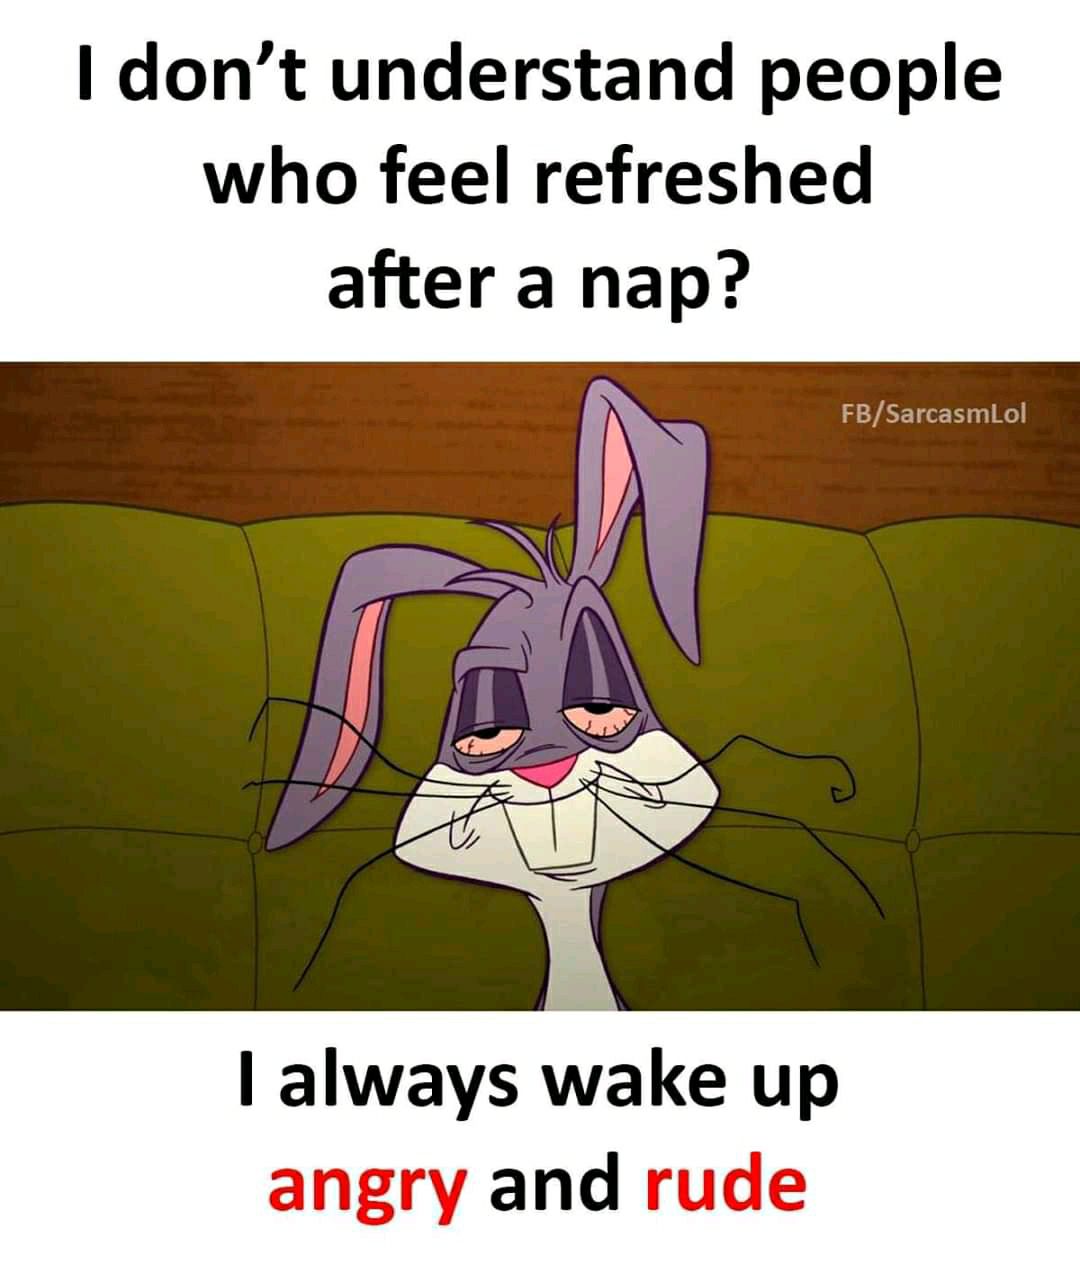 I don’t understand people
who feel refreshed
after a nap?
FB/SarcasmLol
I always wake up
angry and rude